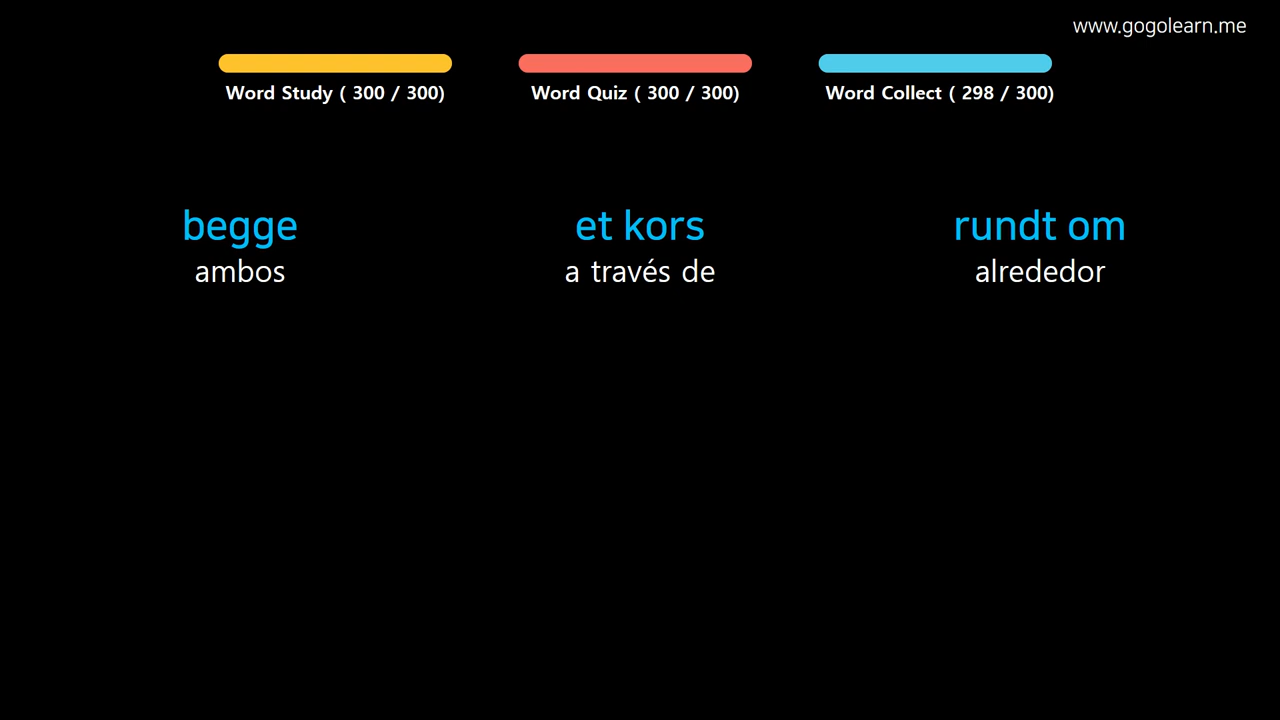 www.gogolearn.me
Word Study ( 300 / 300)
Word Quiz ( 300 / 300)
Word Collect ( 298 / 300)
begge
ambos
et kors
a través de
rundt om
alrededor